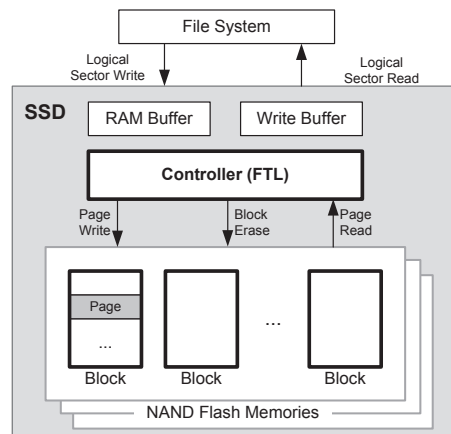 File System
Logical
Sector Write
Logical
Sector Read
SSD
RAM Buffer
Write Buffer
Controller (FTL)
Page
Write
Block
Erase
Page
Read
Page
...
...
Block
Block
Block
NAND Flash Memories